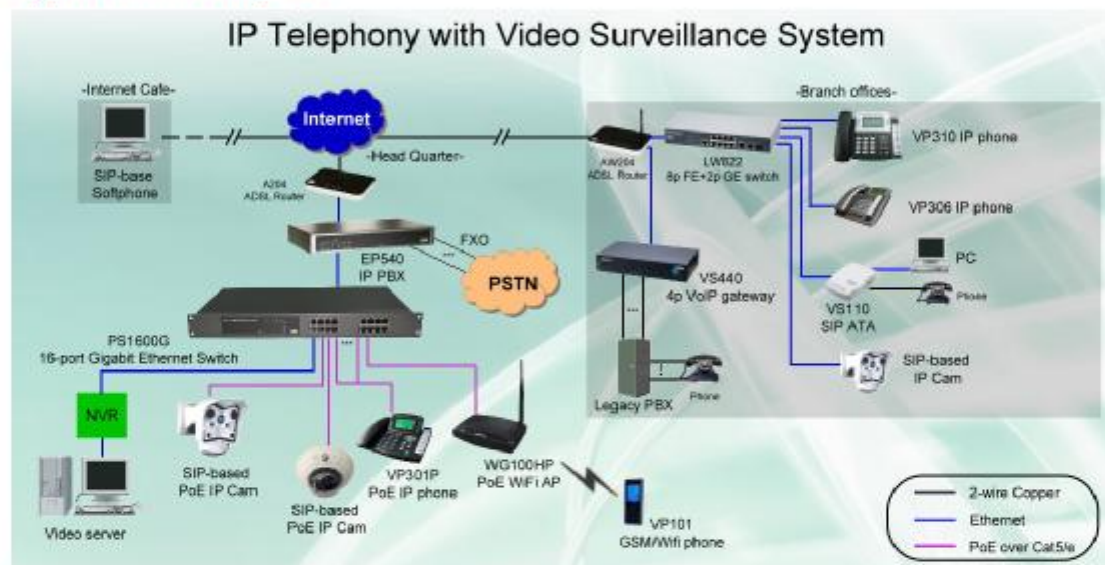 IP Telephony with Video Surveillance System
-Internet Cafe-
SIP-base
Softphone
Internet
-Head Quarter-
A204
ADSL Router
EP540
IP PBX
FXO
...
PSTN
PS1600G
16-port Gigabit Ethernet Switch
...
NVR
Video server
SIP-based
PoE IP Cam
SIP-based
PoE IP Cam
VP301P
PoE IP phone
WG100HP
PoE WiFi AP
VP101
GSM/Wifi phone
-Branch offices-
AW204
ADSL Router
LW822
8p FE+2p GE switch
VP310 IP phone
VP306 IP phone
PC
Phone
VS110
SIP ATA
SIP-based
IP Cam
VS440
4p VoIP gateway
...
Legacy PBX
Phone
2-wire Copper
Ethernet
PoE over Cat5/e